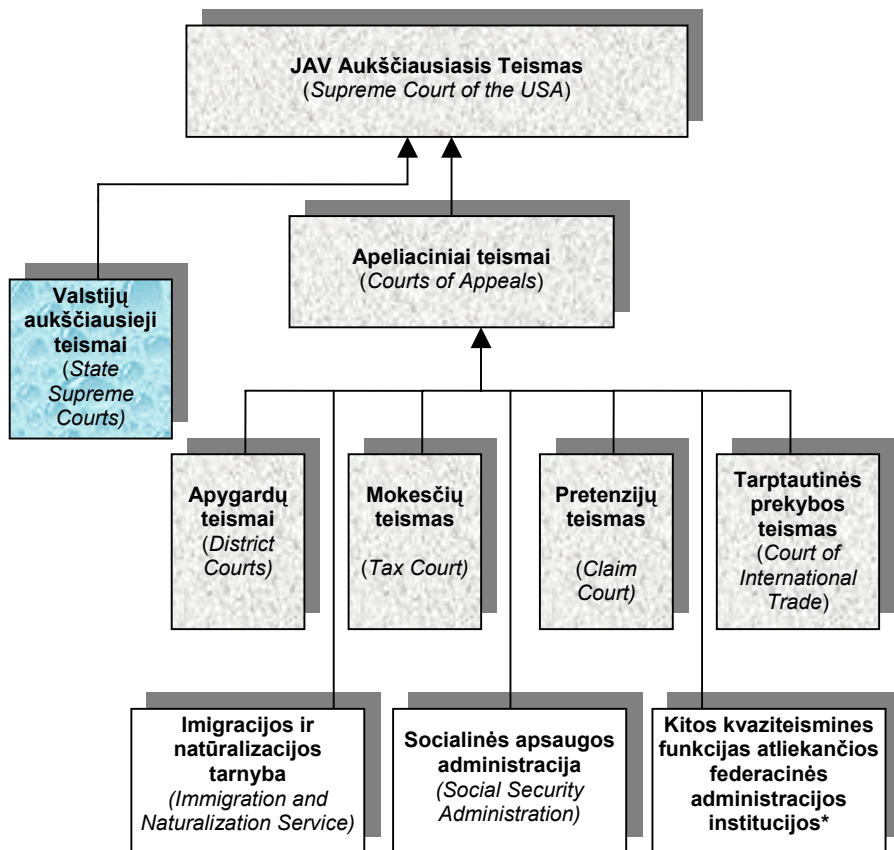 JAV Aukščiausiasis Teismas
(Supreme Court of the USA)
Apeliaciniai teismai
(Courts of Appeals)
Valstijų
aukščiausieji
teismai
(State
Supreme
Courts)
Apygardų
teismai
(District
Courts)
Mokesčių
teismas
(Tax Court)
Pretenzijų
teismas
(Claim
Court)
Tarptautinės
prekybos
teismas
(Court of
International
Trade)
Imigracijos ir
natūralizacijos
tarnyba
(Immigration and
Naturalization Service)
Socialinės apsaugos
administracija
(Social Security
Administration)
Kitos kvaziteismines
funkcijas atliekančios
federacinės
administracijos
institucijos*